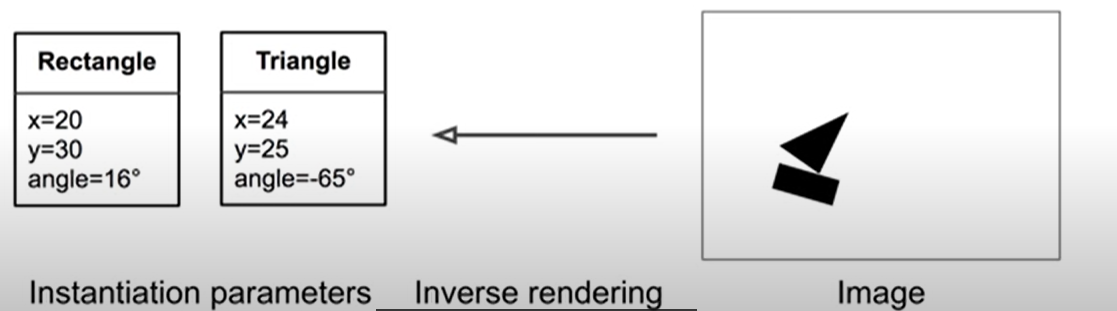 Rectangle
x=20
y=30
angle=16°
Triangle
x=24
y=25
angle=-65°
Instantiation parameters
Inverse rendering
Image